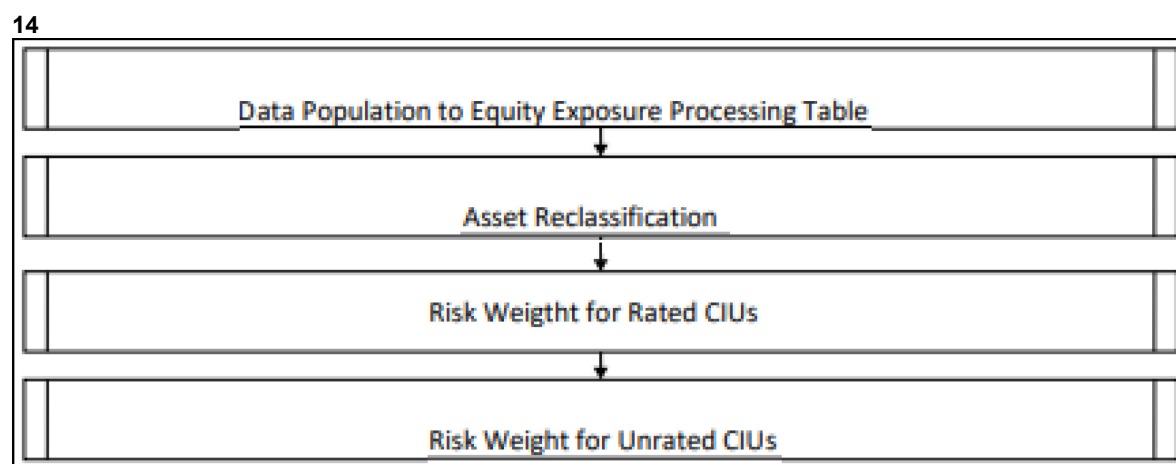 14
Data Population to Equity Exposure Processing Table
Asset Reclassification
Risk Weigtht for Rated CIUs
Risk Weight for Unrated CIUs